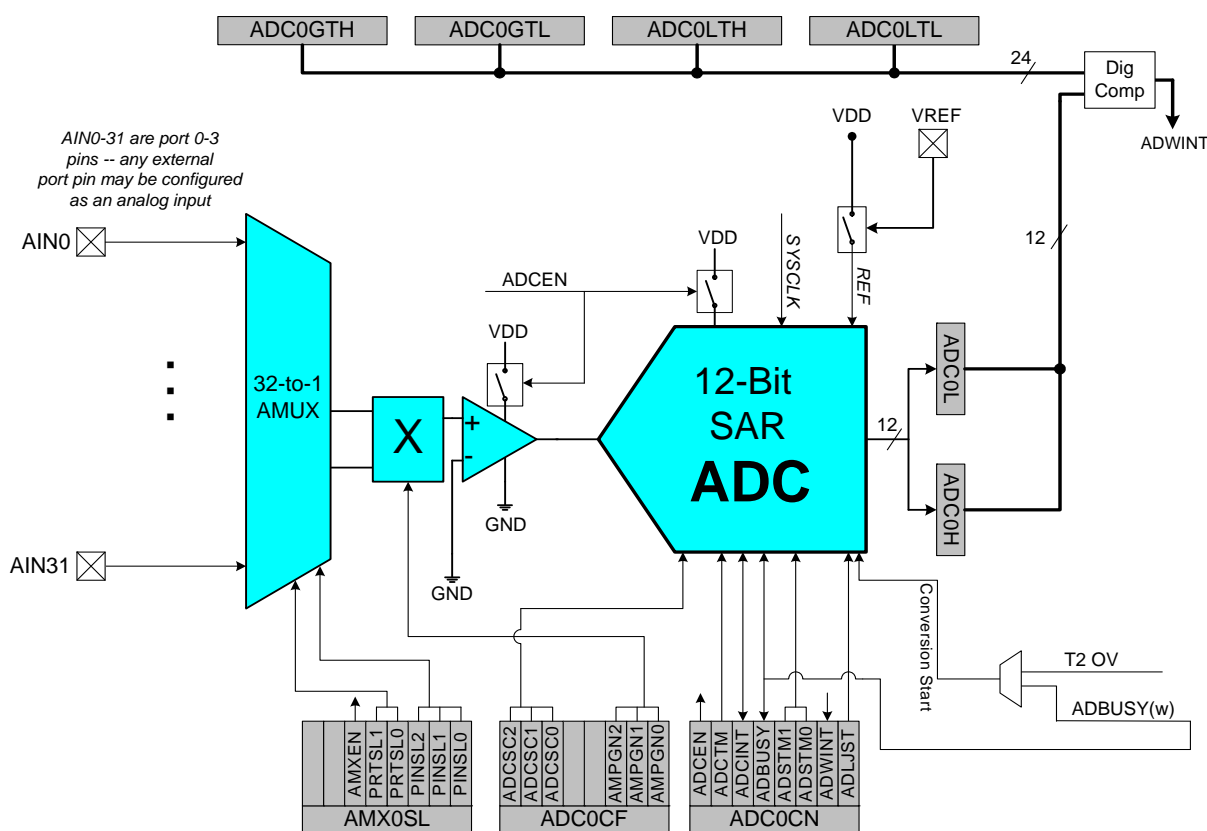 ADC0GTH
ADC0GTL
ADC0LTH
ADC0LTL
24
Dig
Comp
ADWINT
AIN0-31 are port 0-3
pins -- any external
port pin may be configured
as an analog input
VDD
VREF
AIN0
VDD
SYSCLK
REF
12
ADCEN
VDD
32-to-1
AMUX
X
+
-
12-Bit
SAR
ADC
12
ADC0L
ADC0H
GND
GND
AIN31
Conversion Start
T2 OV
ADBUSY(w)
AMXEN
PRTSL1
PRTSL0
PINSL2
PINSL1
PINSL0
AMX0SL
ADCSC2
ADCSC1
ADCSC0
AMPGN2
AMPGN1
AMPGN0
ADC0CF
ADCEN
ADCTM
ADCINT
ADBUSY
ADSTM1
ADSTM0
ADWINT
ADLJST
ADC0CN